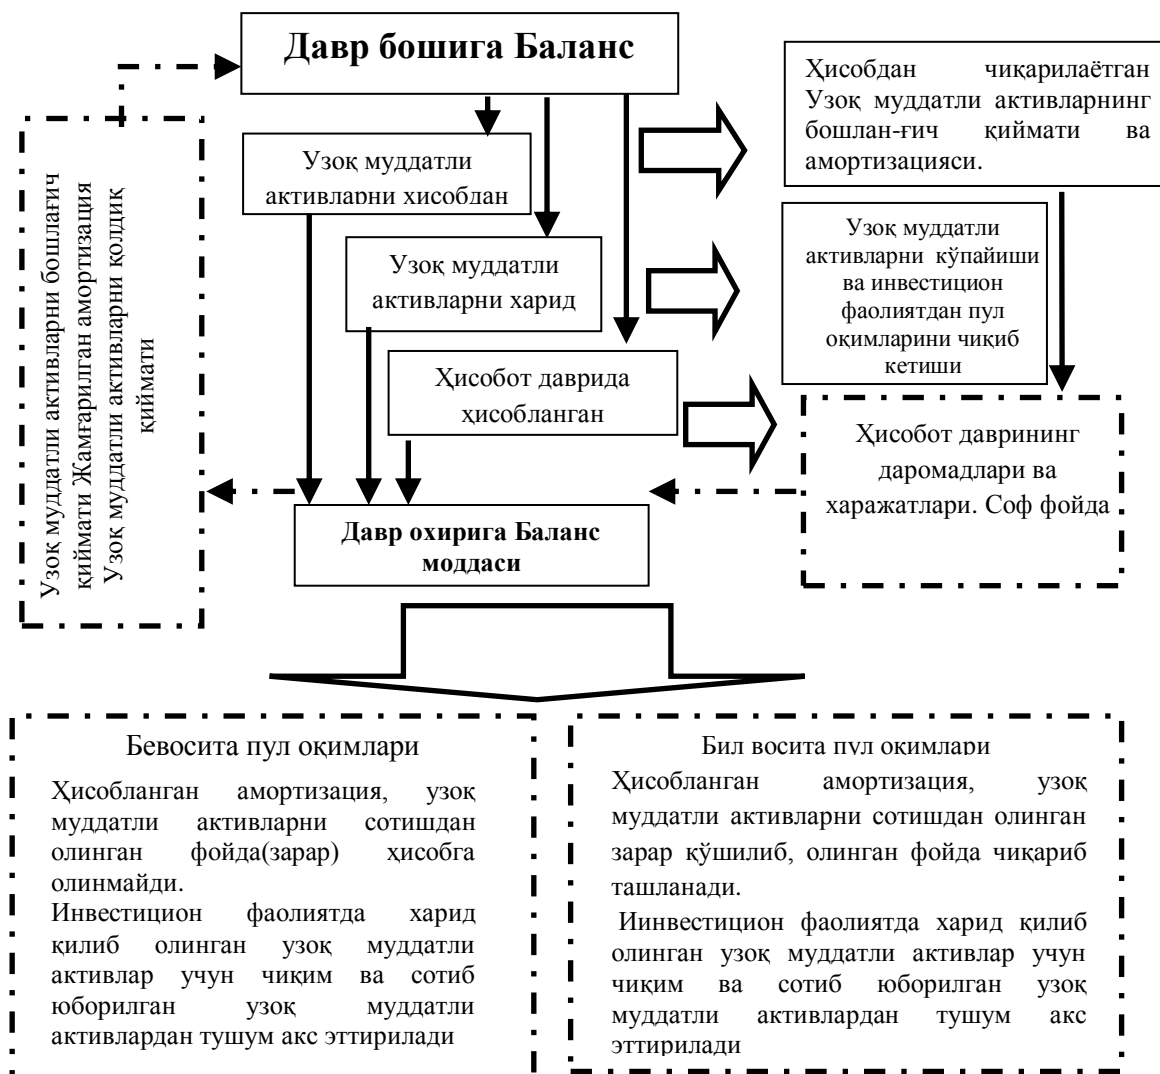 Давр бошига Баланс
Ҳисобдан чиқарилаётган
Узоқ муддатли активларнинг
бошлан-ғич қиймати ва
амортизацияси.
Узоқ муддатли
активларни хисобдан
Узоқ муддатли
активларни кўпайиши
ва инвестицион
фаолиятдан пул
оқимларини чиқиб
кетиши
Узоқ муддатли
активларни харид
Ҳисобот даврида
ҳисобланган
Ҳисобот даврининг
даромадлари ва
харажатлари. Соф фойда
Узоқ муддатли активларни бошлағич
қиймати Жамғарилган амортизация
Узоқ муддатли активларни қолдиқ
қиймати
Давр охирига Баланс
моддаси
Бевосита пул оқимлари
Ҳисобланган амортизация, узоқ
муддатли активларни сотишдан
олинган фойда(зарар) ҳисобга
олинмайди.
Инвестицион фаолиятда харид
қилиб олинган узоқ муддатли
активлар учун чиқим ва сотиб
юборилган узоқ муддатли
активлардан тушум акс эттирилади
Бил восита пул оқимлари
Ҳисобланган амортизация, узоқ
муддатли активларни сотишдан олинган
зарар қўшилиб, олинган фойда чиқариб
ташланади.
Иинвестицион фаолиятда харид қилиб
олинган узоқ муддатли активлар учун
чиқим ва сотиб юборилган узоқ
муддатли активлардан тушум акс
эттирилади